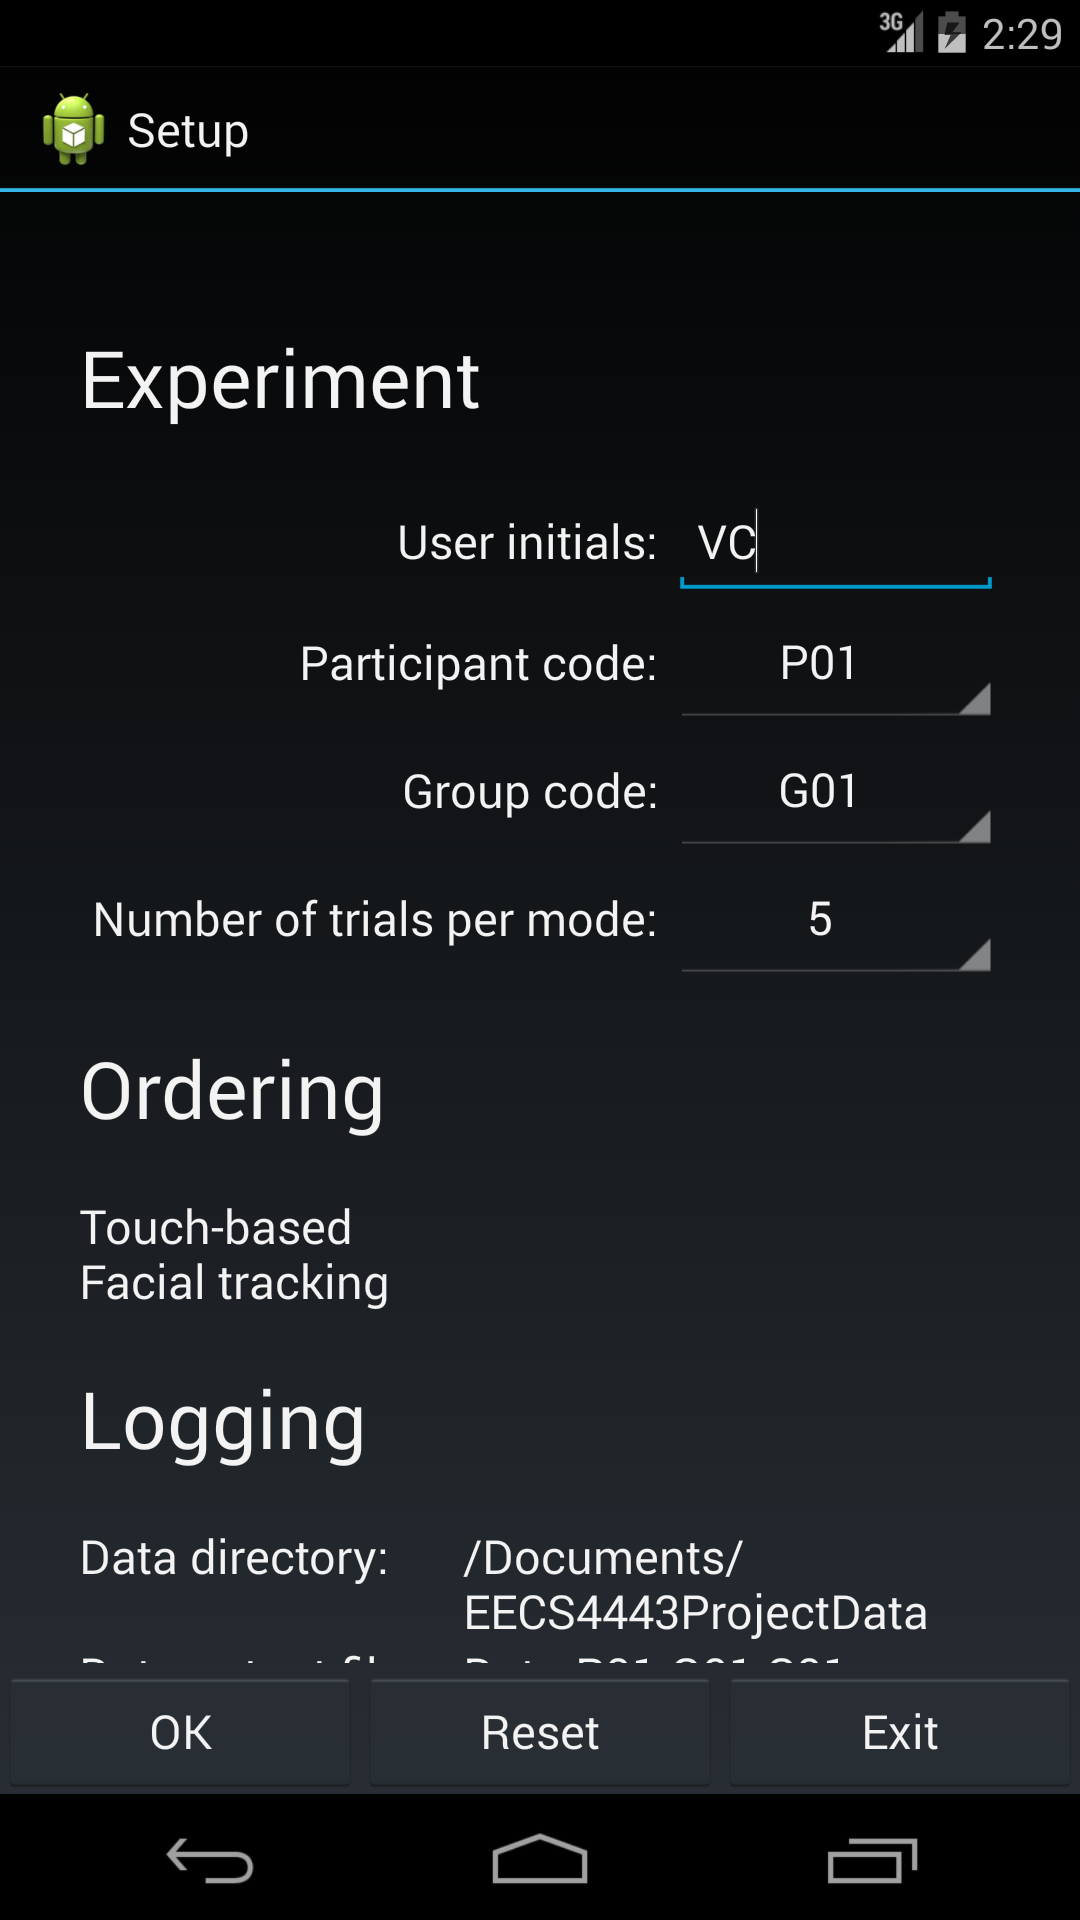 3G 2:29
Setup
Experiment
User initials: VC
Participant code: P01
Group code: G01
Number of trials per mode: 5
Ordering
Touch-based
Facial tracking
Logging
Data directory: /Documents/
EECS4443ProjectData
OK Reset Exit